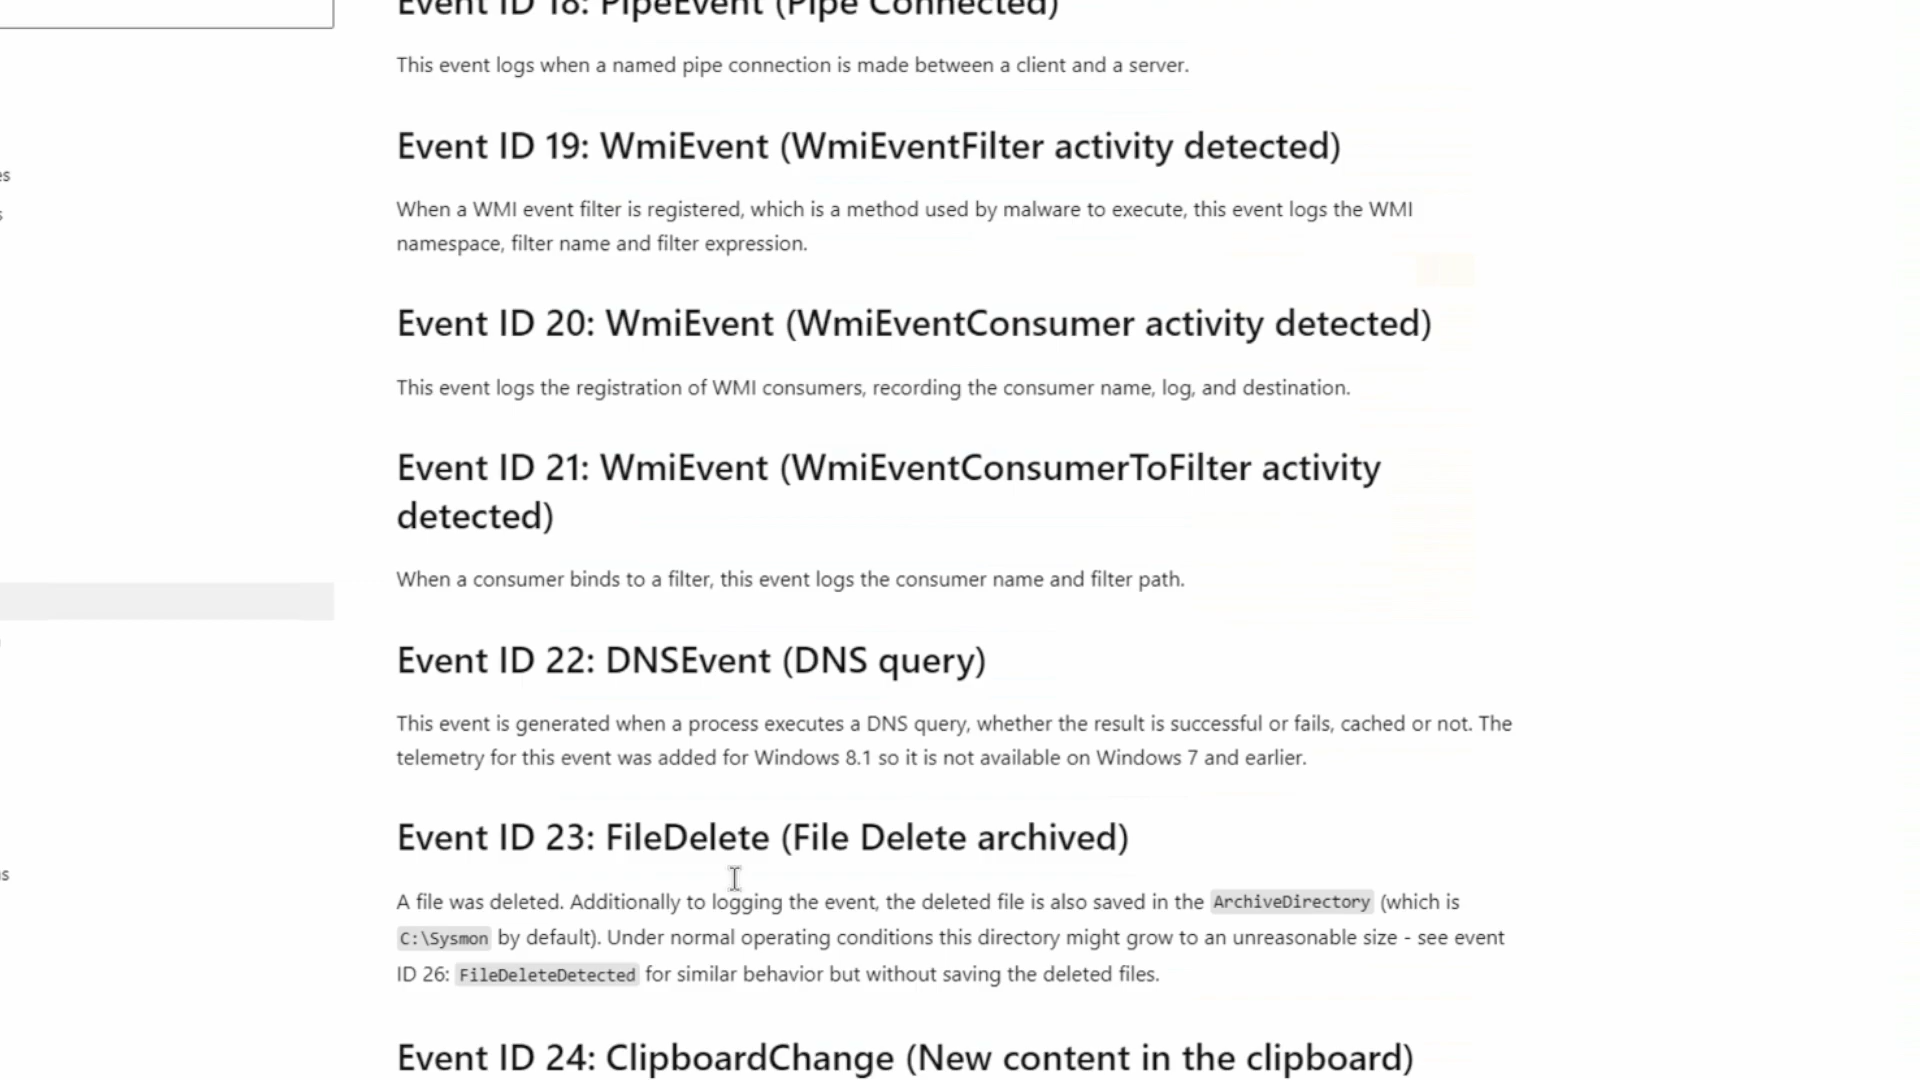 Event ID 18: PipeEvent (Pipe Connected)
This event logs when a named pipe connection is made between a client and a server.
Event ID 19: WmiEvent (WmiEventFilter activity detected)
es
When a WMI event filter is registered, which is a method used by malware to execute, this event logs the WMI
s
namespace, filter name and filter expression.
Event ID 20: WmiEvent (WmiEventConsumer activity detected)
This event logs the registration of WMI consumers, recording the consumer name, log, and destination.
Event ID 21: WmiEvent (WmiEventConsumerToFilter activity
detected)
When a consumer binds to a filter, this event logs the consumer name and filter path.
Event ID 22: DNSEvent (DNS query)
This event is generated when a process executes a DNS query, whether the result is successful or fails, cached or not. The
telemetry for this event was added for Windows 8.1 so it is not available on Windows 7 and earlier.
Event ID 23: FileDelete (File Delete archived)
s
A file was deleted. Additionally to logging the event, the deleted file is also saved in the ArchiveDirectory (which is
C:\Sysmon by default). Under normal operating conditions this directory might grow to an unreasonable size - see event
ID 26: FileDeleteDetected for similar behavior but without saving the deleted files.
Event ID 24: ClipboardChange (New content in the clipboard)